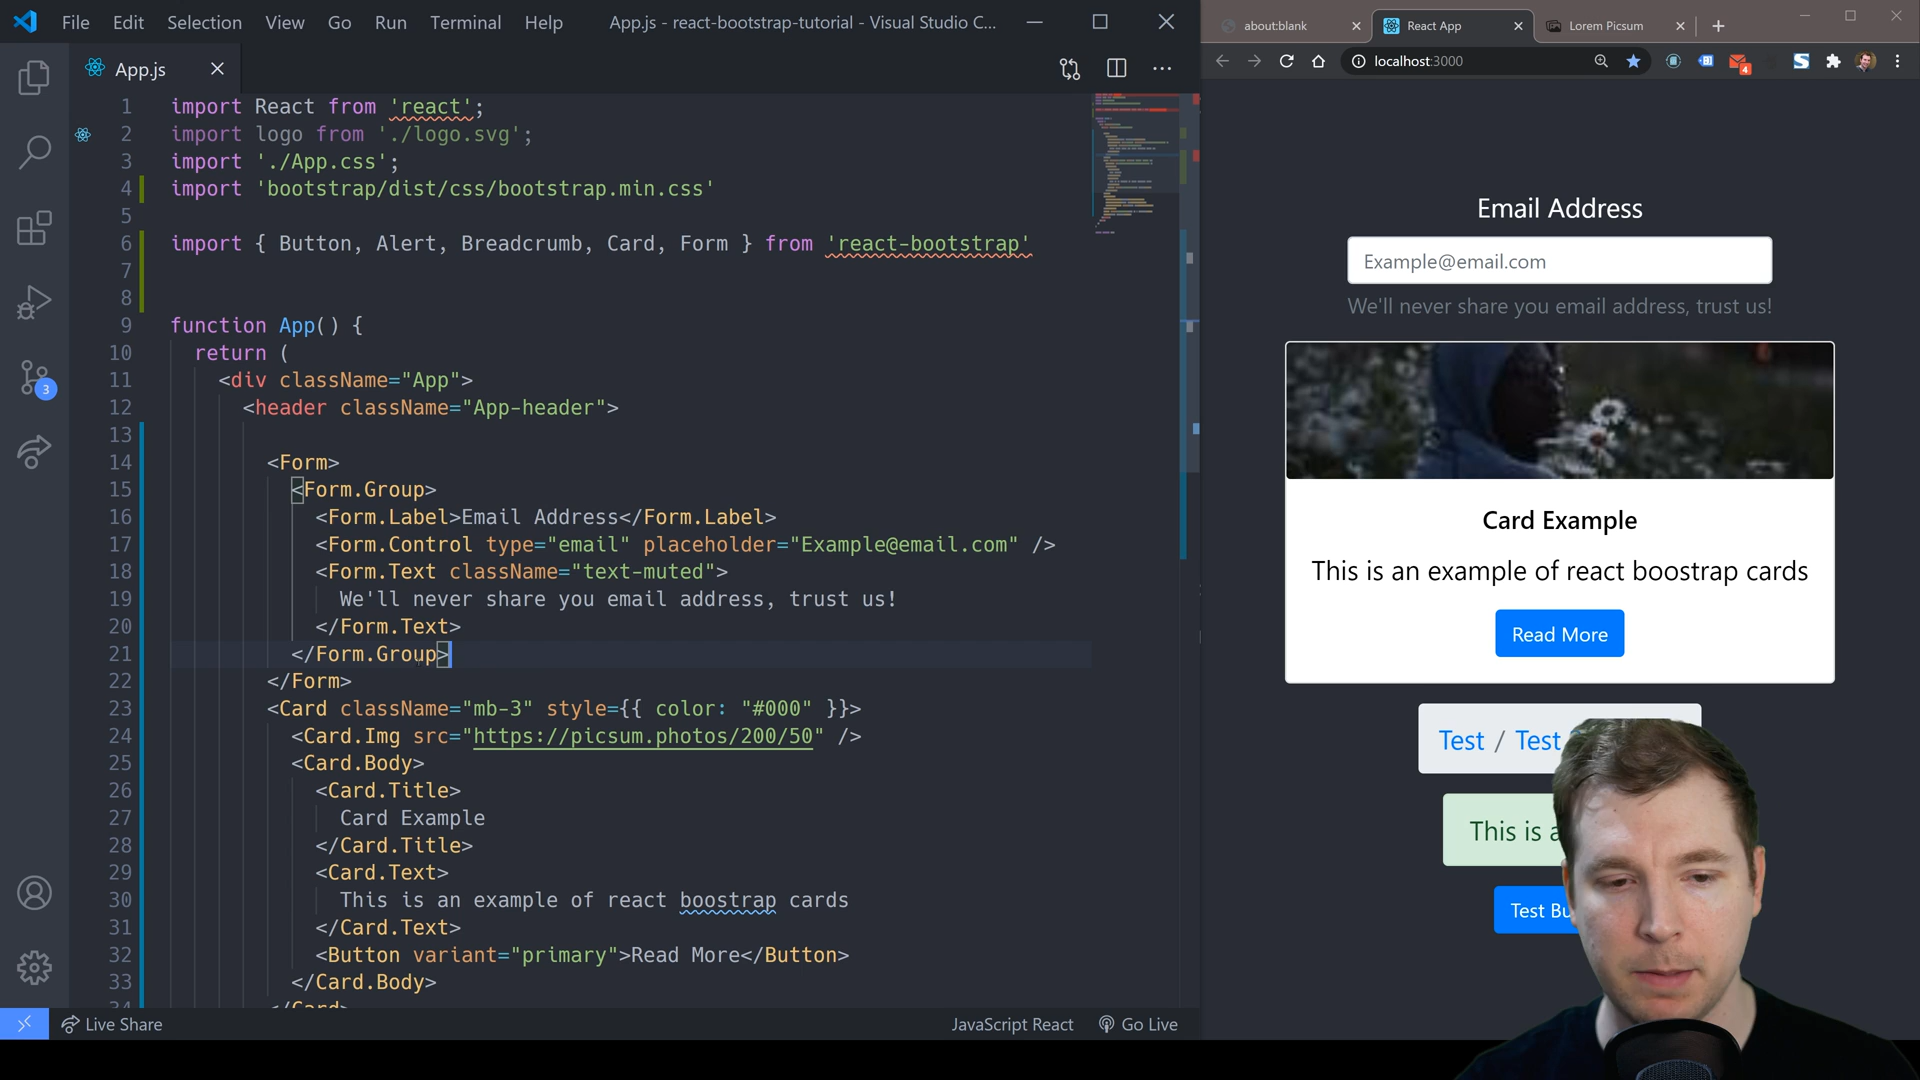 File Edit Selection View Go Run Terminal Help App.js - react-bootstrap-tutorial - Visual Studio C...
App.js
1 import React from 'react';
2 import logo from './logo.svg';
3 import './App.css';
4 import 'bootstrap/dist/css/bootstrap.min.css'
5
6 import { Button, Alert, Breadcrumb, Card, Form } from 'react-bootstrap'
7
8
9 function App() {
10 return (
11 <div className="App">
12 <header className="App-header">
13
14 <Form>
15 <Form.Group>
16 <Form.Label>Email Address</Form.Label>
17 <Form.Control type="email" placeholder="Example@email.com" />
18 <Form.Text className="text-muted">
19 We'll never share you email address, trust us!
20 </Form.Text>
21 </Form.Group>
22 </Form>
23 <Card className="mb-3" style={{ color: "#000" }}>
24 <Card.Img src="https://picsum.photos/200/50" />
25 <Card.Body>
26 <Card.Title>
27 Card Example
28 </Card.Title>
29 <Card.Text>
30 This is an example of react boostrap cards
31 </Card.Text>
32 <Button variant="primary">Read More</Button>
33 </Card.Body>
34 </Card>
3
Live Share JavaScript React Go Live
about:blank React App Lorem Picsum
localhost:3000
4
Email Address
Example@email.com
We'll never share you email address, trust us!
Card Example
This is an example of react boostrap cards
Read More
Test / Test
This is a
Test Bu